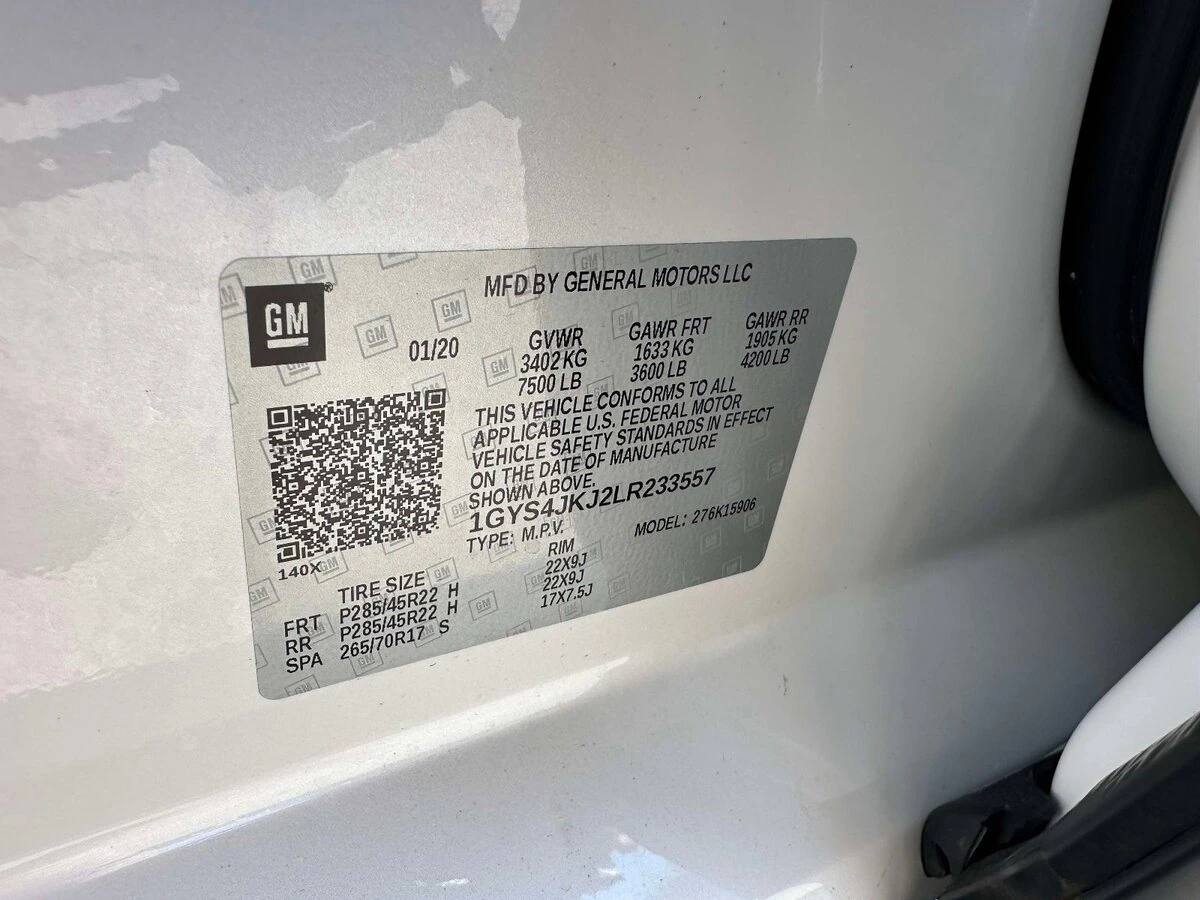 MFD BY GENERAL MOTORS LLC
GM®
01/20
GVWR GAWR FRT GAWR RR
3402 KG 1633 KG 1905 KG
7500 LB 3600 LB 4200 LB
THIS VEHICLE CONFORMS TO ALL
APPLICABLE U.S. FEDERAL MOTOR
VEHICLE SAFETY STANDARDS IN EFFECT
ON THE DATE OF MANUFACTURE
SHOWN ABOVE.
1GYS4JKJ2LR233557
TYPE: M.P.V. MODEL: 276K15906
140X
TIRE SIZE RIM
FRT P285/45R22 H 22X9J
RR P285/45R22 H 22X9J
SPA 265/70R17 S 17X7.5J